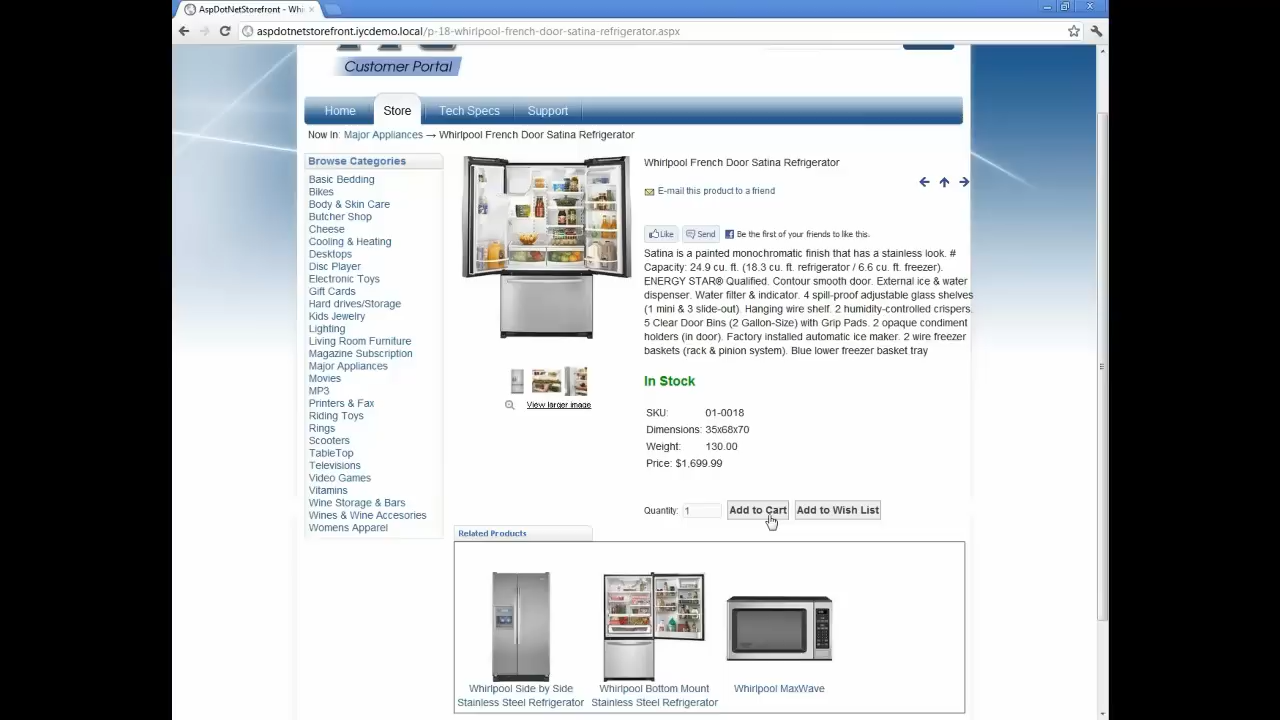 AspDotNetStorefront - Whi
aspdotnetstorefront.iycdemo.local/p-18-whirlpool-french-door-satina-refrigerator.aspx
Customer Portal
Home Store Tech Specs Support
Now In: Major Appliances → Whirlpool French Door Satina Refrigerator
Browse Categories
Basic Bedding
Bikes
Body & Skin Care
Butcher Shop
Cheese
Cooling & Heating
Desktops
Disc Player
Electronic Toys
Gift Cards
Hard drives/Storage
Kids Jewelry
Lighting
Living Room Furniture
Magazine Subscription
Major Appliances
Movies
MP3
Printers & Fax
Riding Toys
Rings
Scooters
TableTop
Televisions
Video Games
Vitamins
Wine Storage & Bars
Wines & Wine Accesories
Womens Apparel
View larger image
Whirlpool French Door Satina Refrigerator
E-mail this product to a friend
Like Send Be the first of your friends to like this.
Satina is a painted monochromatic finish that has a stainless look. #
Capacity: 24.9 cu. ft. (18.3 cu. ft. refrigerator / 6.6 cu. ft. freezer).
ENERGY STAR® Qualified. Contour smooth door. External ice & water
dispenser. Water filter & indicator. 4 spill-proof adjustable glass shelves
(1 mini & 3 slide-out). Hanging wire shelf. 2 humidity-controlled crispers.
5 Clear Door Bins (2 Gallon-Size) with Grip Pads. 2 opaque condiment
holders (in door). Factory installed automatic ice maker. 2 wire freezer
baskets (rack & pinion system). Blue lower freezer basket tray
In Stock
SKU: 01-0018
Dimensions: 35x68x70
Weight: 130.00
Price: $1,699.99
Quantity: 1 Add to Cart Add to Wish List
Related Products
Whirlpool Side by Side
Stainless Steel Refrigerator
Whirlpool Bottom Mount
Stainless Steel Refrigerator
Whirlpool MaxWave